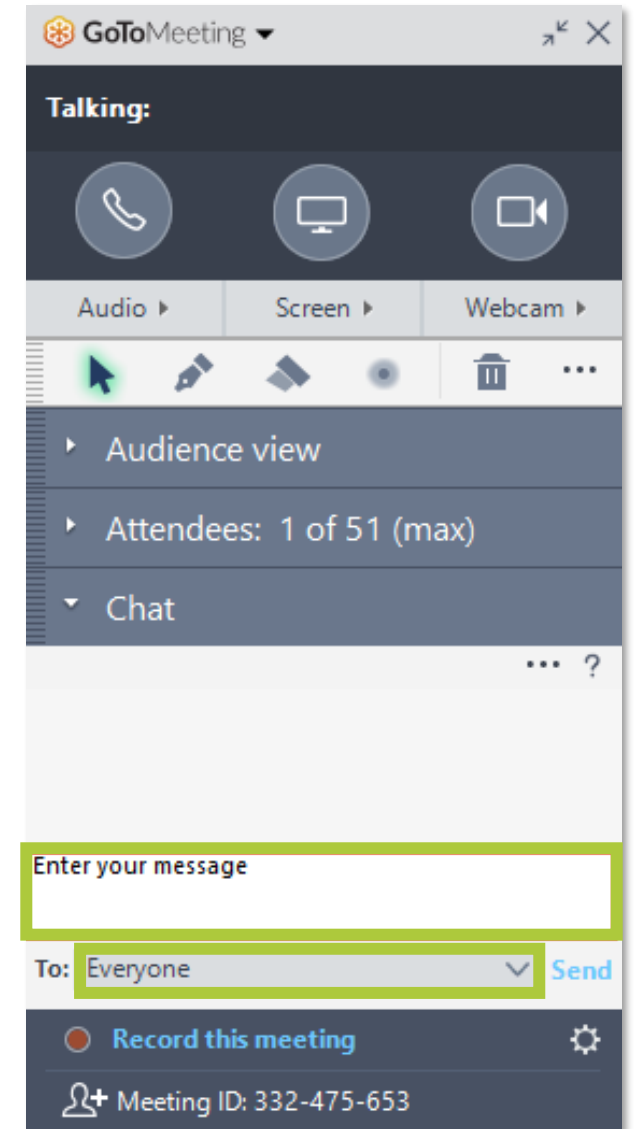 GoToMeeting
Talking:
Audio Screen Webcam
Audience view
Attendees: 1 of 51 (max)
Chat
... ?
Enter your message
To: Everyone Send
Record this meeting
Meeting ID: 332-475-653